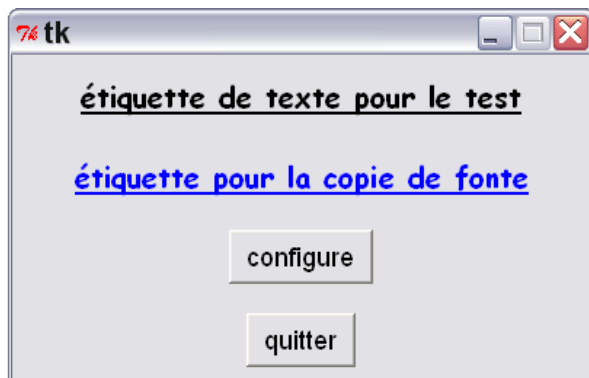 tk
étiquette de texte pour le test
étiquette pour la copie de fonte
configure
quitter